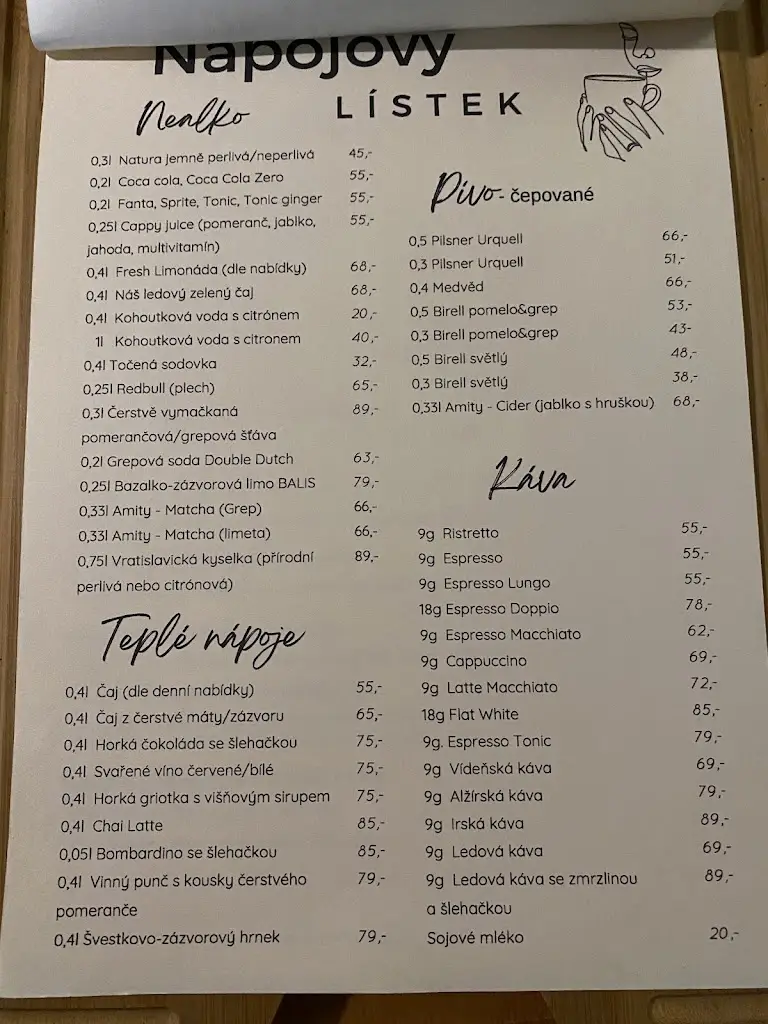 Nápojový
LÍSTEK
Nealko
0,3l Natura jemně perlivá/neperlivá 45,-
0,2l Coca cola, Coca Cola Zero 55,-
0,2l Fanta, Sprite, Tonic, Tonic ginger 55,-
0,25l Cappy juice (pomeranč, jablko, 55,-
jahoda, multivitamín)
0,4l Fresh Limonáda (dle nabídky) 68,-
0,4l Náš ledový zelený čaj 68,-
0,4l Kohoutková voda s citrónem 20,-
1l Kohoutková voda s citronem 40,-
0,4l Točená sodovka 32,-
0,25l Redbull (plech) 65,-
0,3l Čerstvě vymačkaná 89,-
pomerančová/grepová šťáva
0,2l Grepová soda Double Dutch 63,-
0,25l Bazalko-zázvorová limo BALIS 79,-
0,33l Amity - Matcha (Grep) 66,-
0,33l Amity - Matcha (limeta) 66,-
0,75l Vratislavická kyselka (přírodní 89,-
perlivá nebo citrónová)
Teplé nápoje
0,4l Čaj (dle denní nabídky) 55,-
0,4l Čaj z čerstvé máty/zázvoru 65,-
0,4l Horká čokoláda se šlehačkou 75,-
0,4l Svařené víno červené/bílé 75,-
0,4l Horká griotka s višňovým sirupem 75,-
0,4l Chai Latte 85,-
0,05l Bombardino se šlehačkou 85,-
0,4l Vinný punč s kousky čerstvého 79,-
pomeranče
0,4l Švestkovo-zázvorový hrnek 79,-
Pivo - čepované
0,5 Pilsner Urquell 66,-
0,3 Pilsner Urquell 51,-
0,4 Medvěd 66,-
0,5 Birell pomelo&grep 53,-
0,3 Birell pomelo&grep 43-
0,5 Birell světlý 48,-
0,3 Birell světlý 38,-
0,33l Amity - Cider (jablko s hruškou) 68,-
Káva
9g Ristretto 55,-
9g Espresso 55,-
9g Espresso Lungo 55,-
18g Espresso Doppio 78,-
9g Espresso Macchiato 62,-
9g Cappuccino 69,-
9g Latte Macchiato 72,-
18g Flat White 85,-
9g. Espresso Tonic 79,-
9g Vídeňská káva 69,-
9g Alžírská káva 79,-
9g Irská káva 89,-
9g Ledová káva 69,-
9g Ledová káva se zmrzlinou 89,-
a šlehačkou
Sojové mléko 20,-